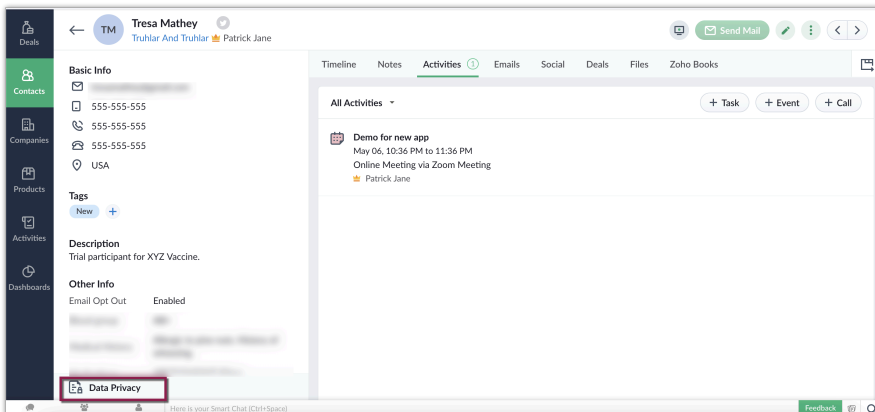 Deals
Contacts
Companies
Products
Activities
Dashboards
TM
Tresa Mathey
Truhlar And Truhlar Patrick Jane
Send Mail
Basic Info
555-555-555
555-555-555
555-555-555
USA
Tags
New +
Description
Trial participant for XYZ Vaccine.
Other Info
Email Opt Out Enabled
Data Privacy
Timeline Notes Activities 1 Emails Social Deals Files Zoho Books
All Activities + Task + Event + Call
Demo for new app
May 06, 10:36 PM to 11:36 PM
Online Meeting via Zoom Meeting
Patrick Jane
Here is your Smart Chat (Ctrl+Space) Feedback